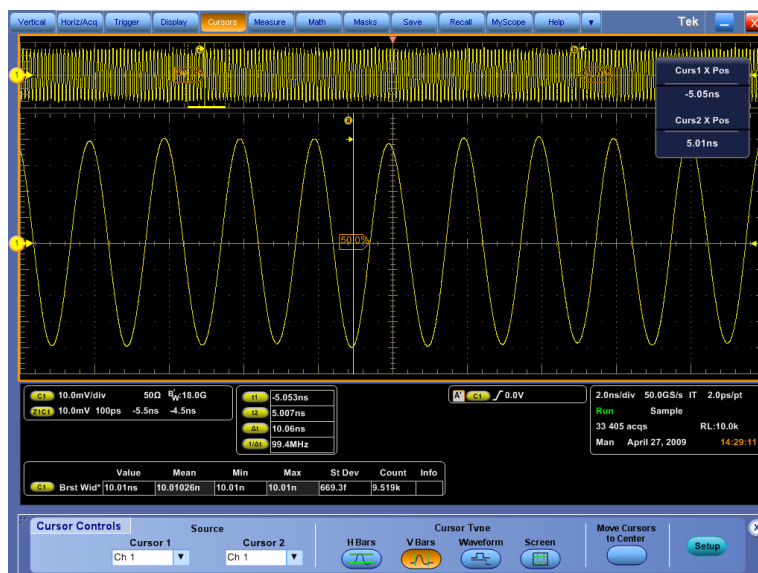 Vertical Horiz/Acq Trigger Display Cursors Measure Math Masks Save Recall MyScope Help Tek
Curs1 X Pos
-5.05ns
Curs2 X Pos
5.01ns
1
a
1
50.0%
C1 10.0mV/div 50Ω BW:18.0G
Z1C1 10.0mV 100ps -5.5ns -4.5ns
t1 -5.053ns
t2 5.007ns
Δt 10.06ns
1/Δt 99.4MHz
A' C1 0.0V
2.0ns/div 50.0GS/s IT 2.0ps/pt
Run Sample
33 405 acqs RL:10.0k
Man April 27, 2009 14:29:11
Value Mean Min Max St Dev Count Info
C1 Brst Wid* 10.01ns 10.01026n 10.01n 10.01n 669.3f 9.519k
Cursor Controls
Source
Cursor 1
Ch 1
Cursor 2
Ch 1
Cursor Type
H Bars V Bars Waveform Screen
Move Cursors
to Center
Setup
X